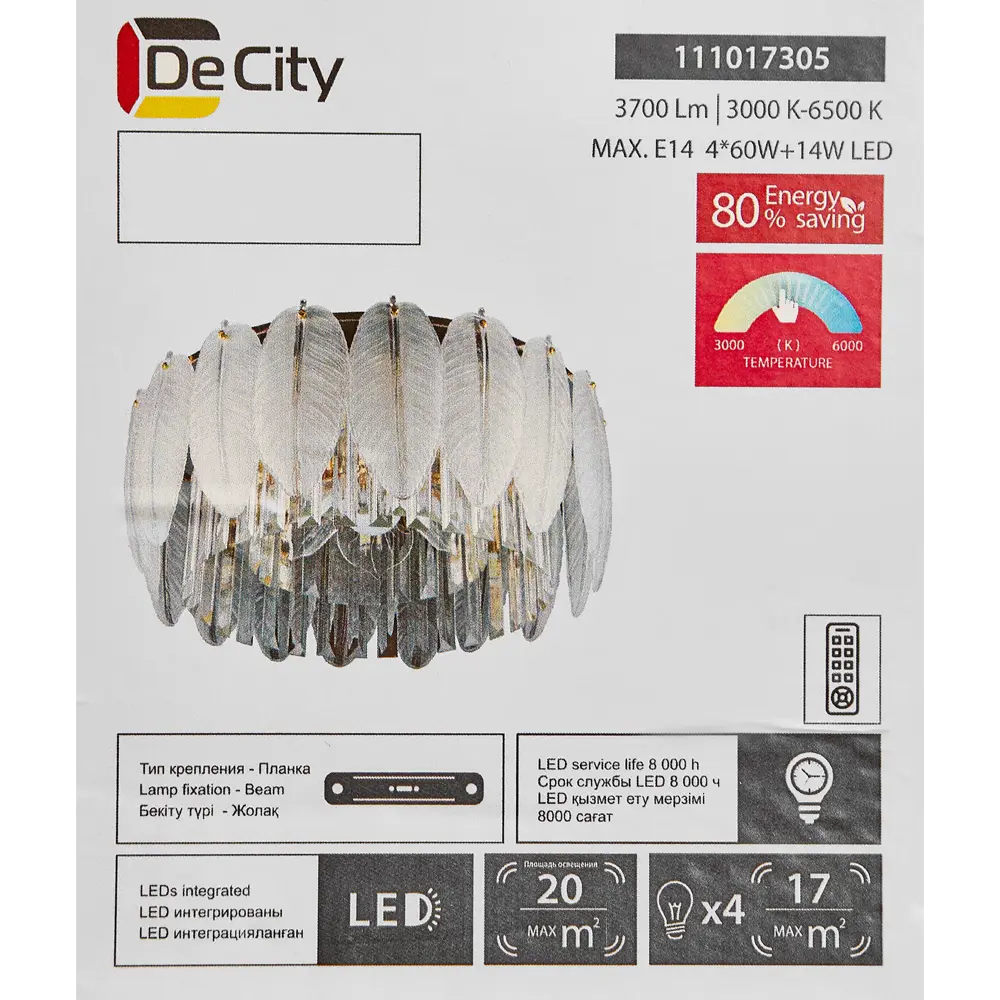 De City
111017305
3700 Lm | 3000 K-6500 K
MAX. E14 4*60W+14W LED
80 % Energy saving
3000 (K) 6000
TEMPERATURE
Тип крепления - Планка
Lamp fixation - Beam
Бекіту түрі - Жолақ
LED service life 8 000 h
Срок службы LED 8 000 ч
LED қызмет ету мерзімі
8000 сағат
LEDs integrated
LED интегрированы
LED интеграцияланған
LED
Площадь освещения
20
MAX m²
x4
17
MAX m²